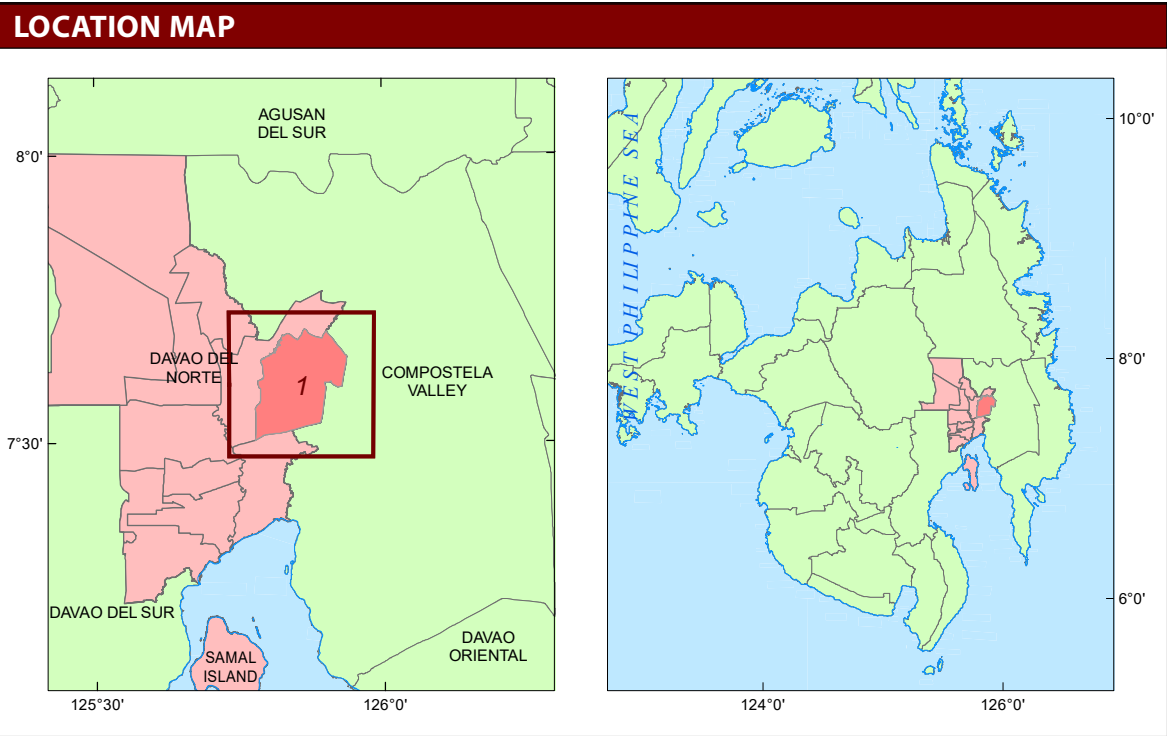 LOCATION MAP
AGUSAN
DEL SUR
8°0'
DAVAO DEL
NORTE
1
COMPOSTELA
VALLEY
7°30'
DAVAO DEL SUR
SAMAL
ISLAND
DAVAO
ORIENTAL
125°30'
126°0'
WEST PHILIPPINE SEA
10°0'
8°0'
6°0'
124°0'
126°0'